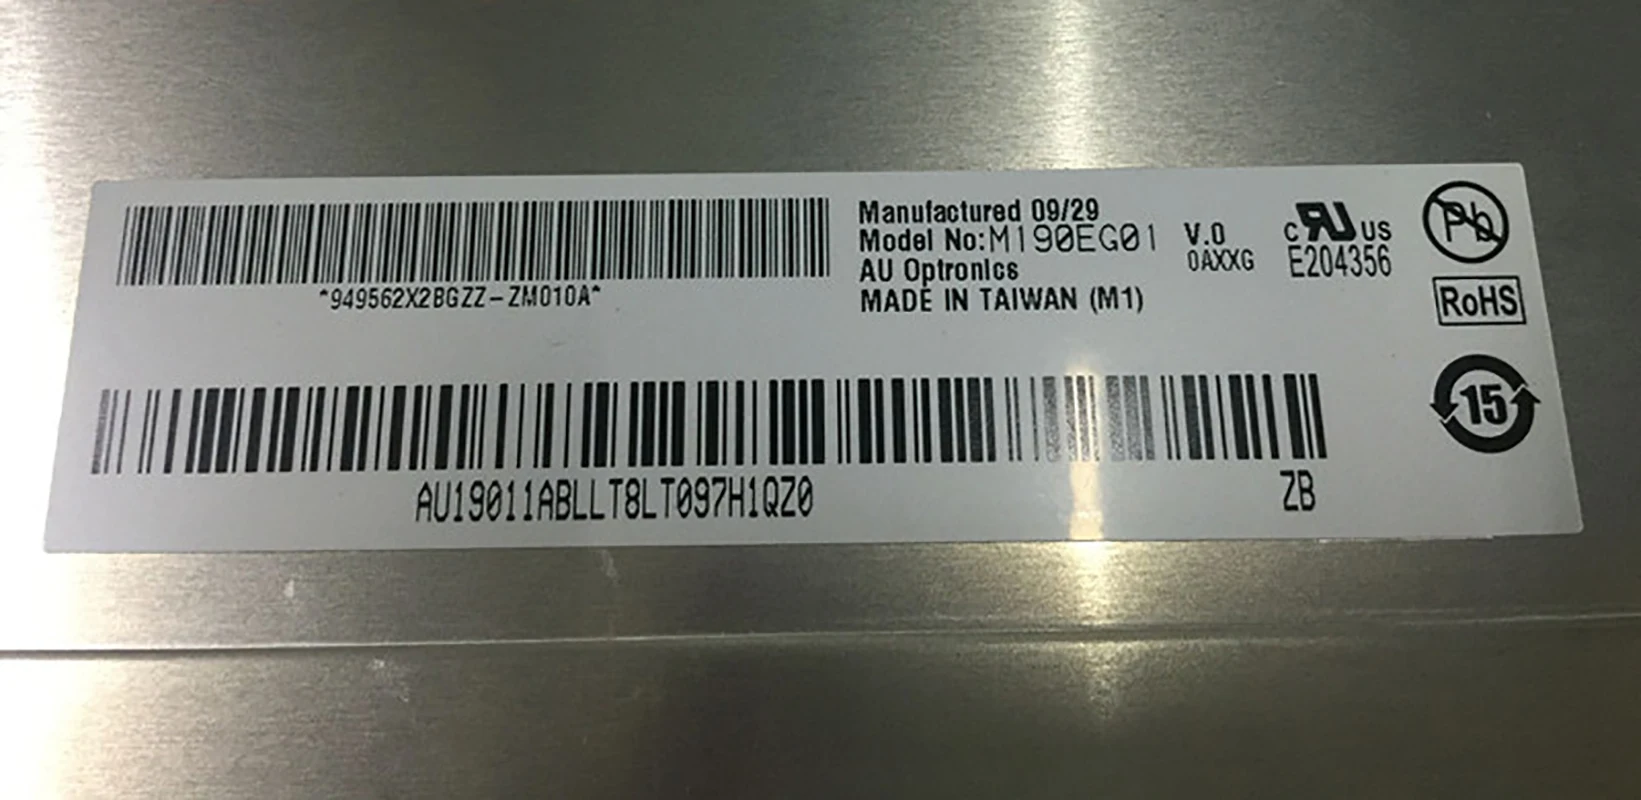 *949562X2BGZZ-ZM010A*
Manufactured 09/29
Model No:M190EG01 V.0
AU Optronics 0AXXG
MADE IN TAIWAN (M1)
c RU US
E204356
Pb
RoHS
15
AU19011ABLLT8LT097H1QZ0 ZB